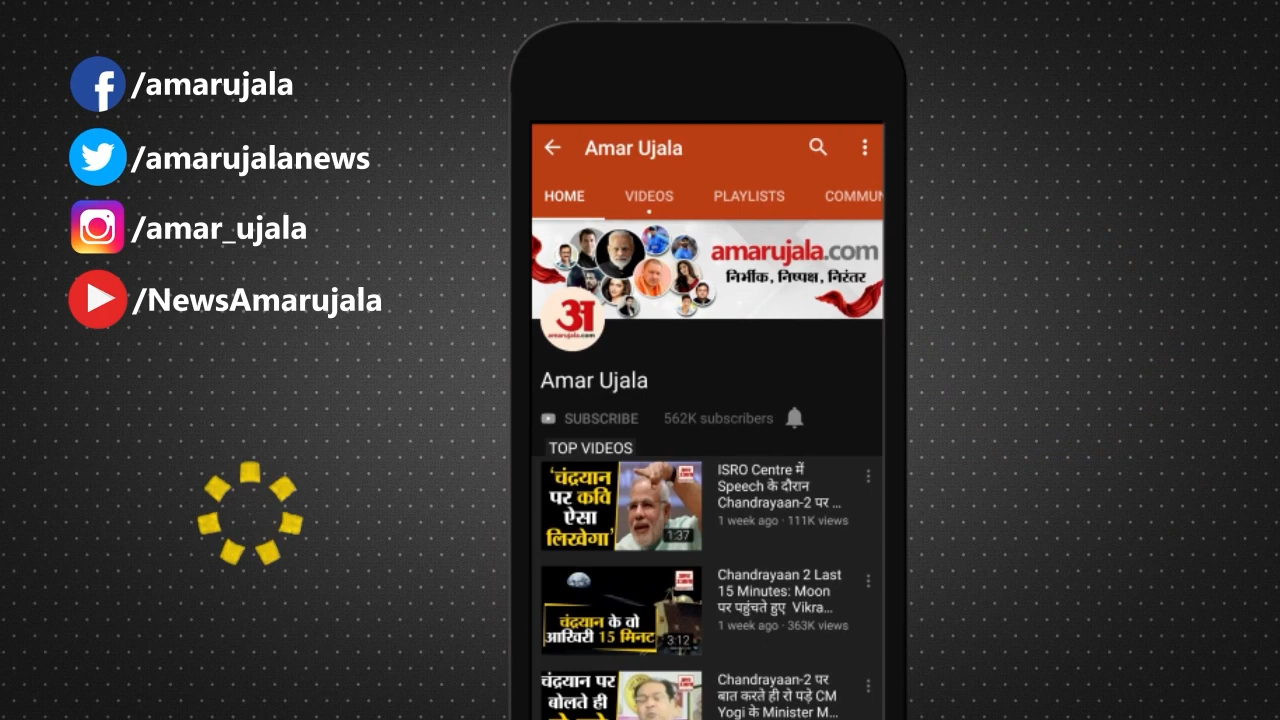 /amarujala
/amarujalanews
/amar_ujala
/NewsAmarujala
Amar Ujala
HOME VIDEOS PLAYLISTS COMMUN
amarujala.com
निर्भीक, निष्पक्ष, निरंतर
अ
amarujala.com
Amar Ujala
SUBSCRIBE 562K subscribers
TOP VIDEOS
'चंद्रयान
पर कवि
ऐसा
लिखेगा'
1:37
ISRO Centre में
Speech के दौरान
Chandrayaan-2 पर ...
1 week ago · 111K views
चंद्रयान के वो
आखिरी 15 मिनट
3:12
Chandrayaan 2 Last
15 Minutes: Moon
पर पहुंचते हुए Vikra...
1 week ago · 363K views
चंद्रयान पर
बोलते ही
Chandrayaan-2 पर
बात करते ही रो पड़े CM
Yogi के Minister M...